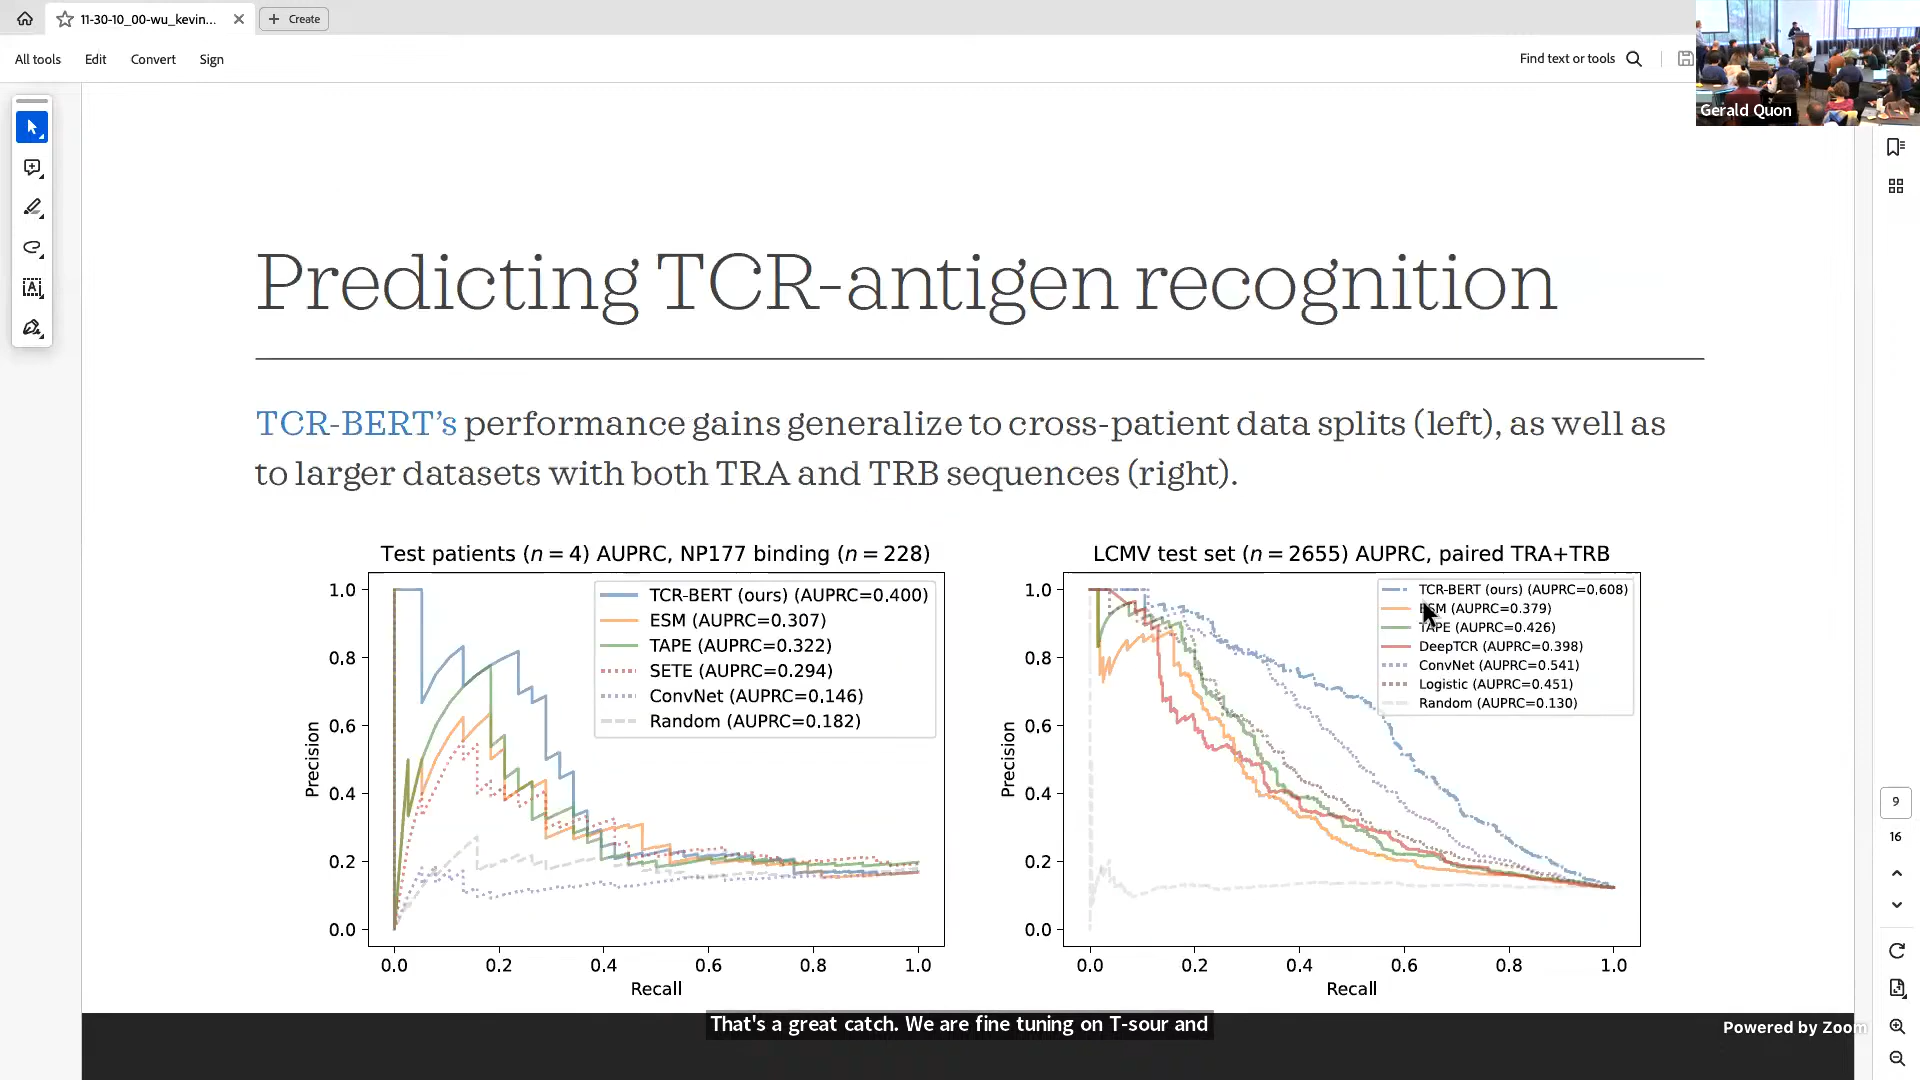 11-30-10_00-wu_kevin...
Create
All tools
Edit
Convert
Sign
Find text or tools
Gerald Quon
Predicting TCR-antigen recognition
TCR-BERT’s performance gains generalize to cross-patient data splits (left), as well as
to larger datasets with both TRA and TRB sequences (right).
Test patients (n = 4) AUPRC, NP177 binding (n = 228)
TCR-BERT (ours) (AUPRC=0.400)
ESM (AUPRC=0.307)
TAPE (AUPRC=0.322)
SETE (AUPRC=0.294)
ConvNet (AUPRC=0.146)
Random (AUPRC=0.182)
Precision
1.0
0.8
0.6
0.4
0.2
0.0
0.0 0.2 0.4 0.6 0.8 1.0
Recall
LCMV test set (n = 2655) AUPRC, paired TRA+TRB
TCR-BERT (ours) (AUPRC=0.608)
ESM (AUPRC=0.379)
TAPE (AUPRC=0.426)
DeepTCR (AUPRC=0.398)
ConvNet (AUPRC=0.541)
Logistic (AUPRC=0.451)
Random (AUPRC=0.130)
Precision
1.0
0.8
0.6
0.4
0.2
0.0
0.0 0.2 0.4 0.6 0.8 1.0
Recall
9
16
That's a great catch. We are fine tuning on T-sour and
Powered by Zoom